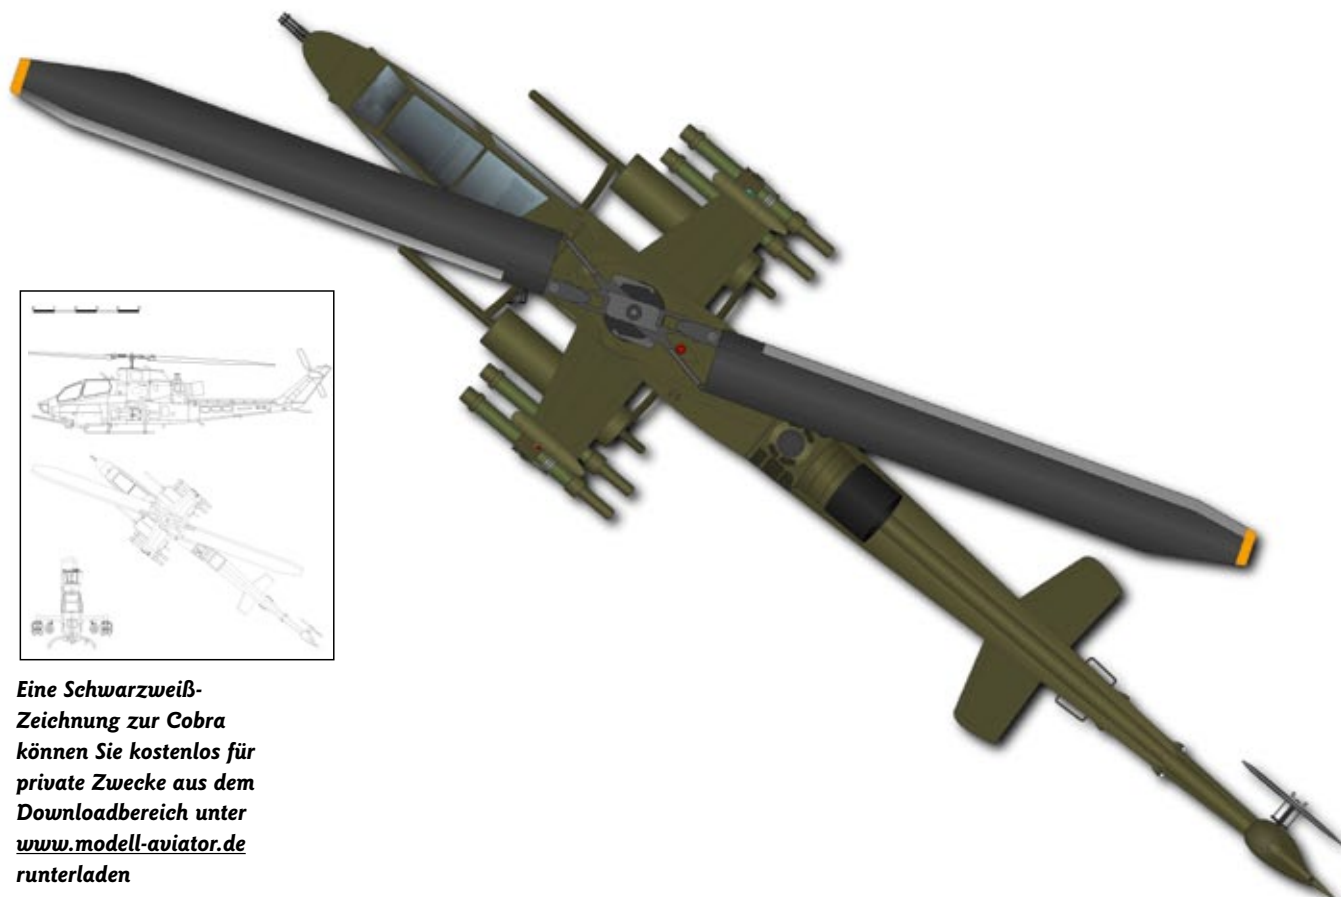 Eine Schwarzweiß-
Zeichnung zur Cobra
können Sie kostenlos für
private Zwecke aus dem
Downloadbereich unter
www.modell-aviator.de
runterladen